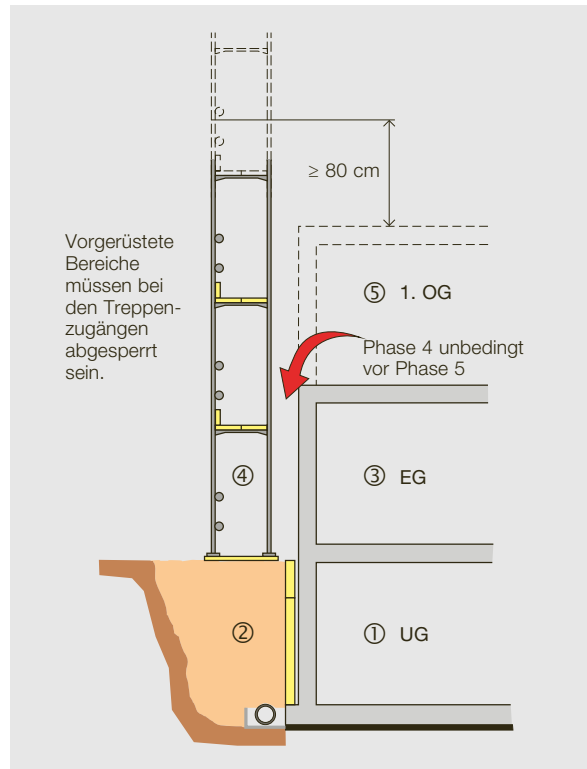 ≥ 80 cm
Vorgerüstete
Bereiche
müssen bei
den Treppen-
zugängen
abgesperrt
sein.
⑤ 1. OG
Phase 4 unbedingt
vor Phase 5
④
③ EG
②
① UG